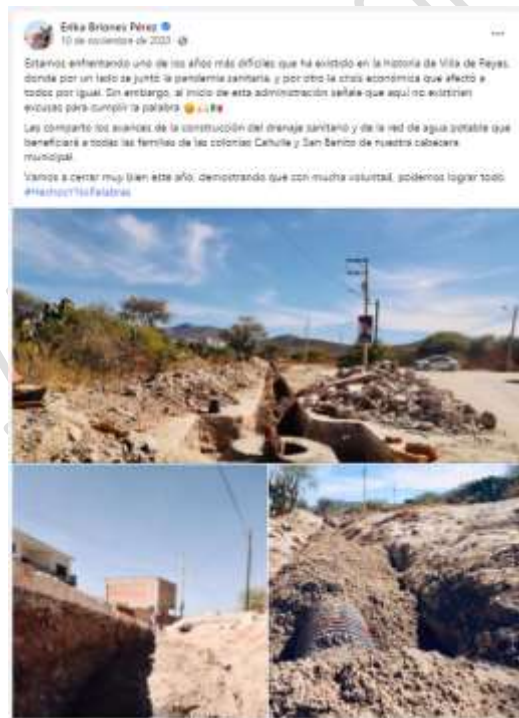 Erika Briones Pérez
10 de noviembre de 2023
Estamos enfrentando uno de los años más difíciles que ha existido en la historia de Villa de Reyes,
donde por un lado se juntó la pandemia sanitaria, y por otro la crisis económica que afectó a
todos por igual. Sin embargo, al inicio de esta administración señale que aquí no existirían
excusas para cumplir la palabra
Les comparto los avances de la construcción del drenaje sanitario y de la red de agua potable que
beneficiará a todas las familias de las colonias y San Benito de nuestra cabecera
municipal.
Vamos a cerrar muy bien este año, demostrando que con mucha voluntad, podemos lograr todo.
#HechosYNoPalabras